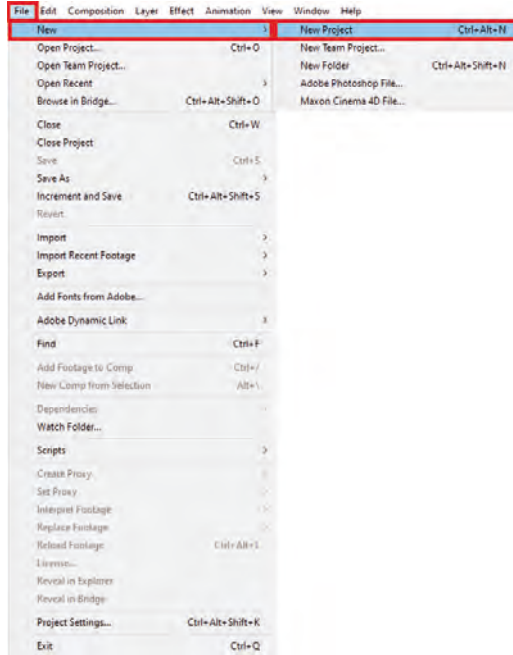 File Edit Composition Layer Effect Animation View Window Help
New > New Project Ctrl+Alt+N
Open Project... Ctrl+O New Team Project...
Open Team Project... New Folder Ctrl+Alt+Shift+N
Open Recent > Adobe Photoshop File...
Browse in Bridge... Ctrl+Alt+Shift+O Maxon Cinema 4D File...
Close Ctrl+W
Close Project
Save Ctrl+S
Save As >
Increment and Save Ctrl+Alt+Shift+S
Revert
Import >
Import Recent Footage >
Export >
Add Fonts from Adobe...
Adobe Dynamic Link >
Find Ctrl+F
Add Footage to Comp Ctrl+/
New Comp from Selection Alt+\
Dependencies >
Watch Folder...
Scripts >
Create Proxy >
Set Proxy >
Interpret Footage >
Replace Footage >
Reload Footage Ctrl+Alt+L
License...
Reveal in Explorer
Reveal in Bridge
Project Settings... Ctrl+Alt+Shift+K
Exit Ctrl+Q